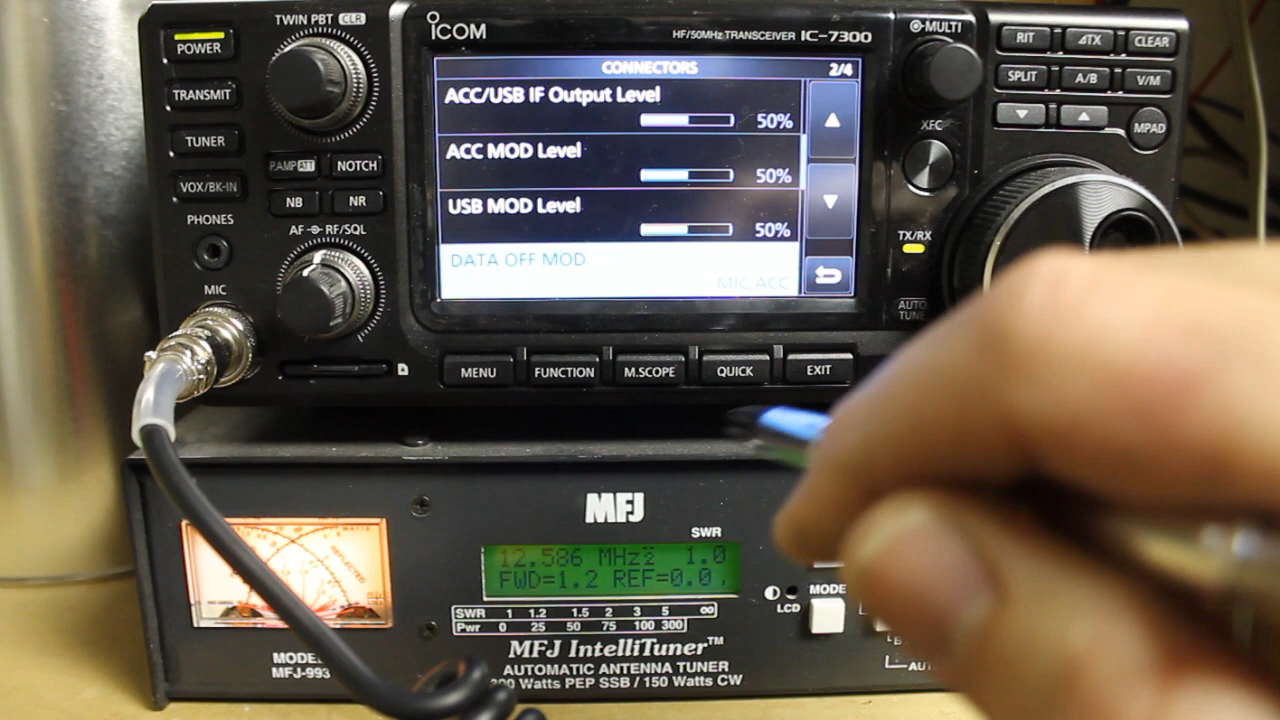 TWIN PBT CLR
POWER
TRANSMIT
TUNER
VOX/BK-IN
PHONES
MIC
P.AMP ATT
NOTCH
NB
NR
AF RF/SQL
ICOM
HF/50MHz TRANSCEIVER IC-7300
CONNECTORS 2/4
ACC/USB IF Output Level
50%
ACC MOD Level
50%
USB MOD Level
50%
DATA OFF MOD
MIC,ACC
MENU
FUNCTION
M.SCOPE
QUICK
EXIT
MULTI
XFC
TX/RX
AUTO
TUNE
RIT
ΔTX
CLEAR
SPLIT
A/B
V/M
MPAD
MFJ
SWR
12.586 MHz 1.0
FWD=1.2 REF=0.0
SWR 1 1.2 1.5 2 3 5 ∞
Pwr 0 25 50 75 100 300
LCD
MODE
MFJ IntelliTuner™
AUTOMATIC ANTENNA TUNER
Watts PEP SSB / 150 Watts CW
MFJ-993
REFLECTED